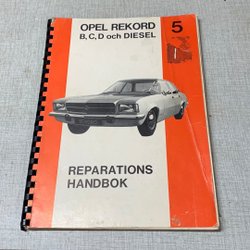 OPEL REKORD 5
B, C, D och DIESEL
REPARATIONS
HANDBOK